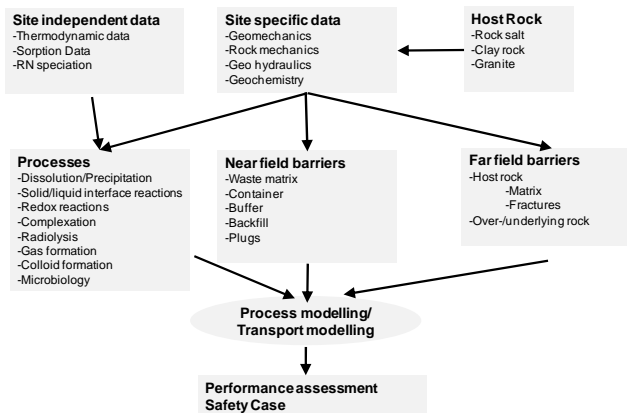 Site independent data
-Thermodynamic data
-Sorption Data
-RN speciation
Site specific data
-Geomechanics
-Rock mechanics
-Geo hydraulics
-Geochemistry
Host Rock
-Rock salt
-Clay rock
-Granite
Processes
-Dissolution/Precipitation
-Solid/liquid interface reactions
-Redox reactions
-Complexation
-Radiolysis
-Gas formation
-Colloid formation
-Microbiology
Near field barriers
-Waste matrix
-Container
-Buffer
-Backfill
-Plugs
Far field barriers
-Host rock
-Matrix
-Fractures
-Over-/underlying rock
Process modelling/
Transport modelling
Performance assessment
Safety Case